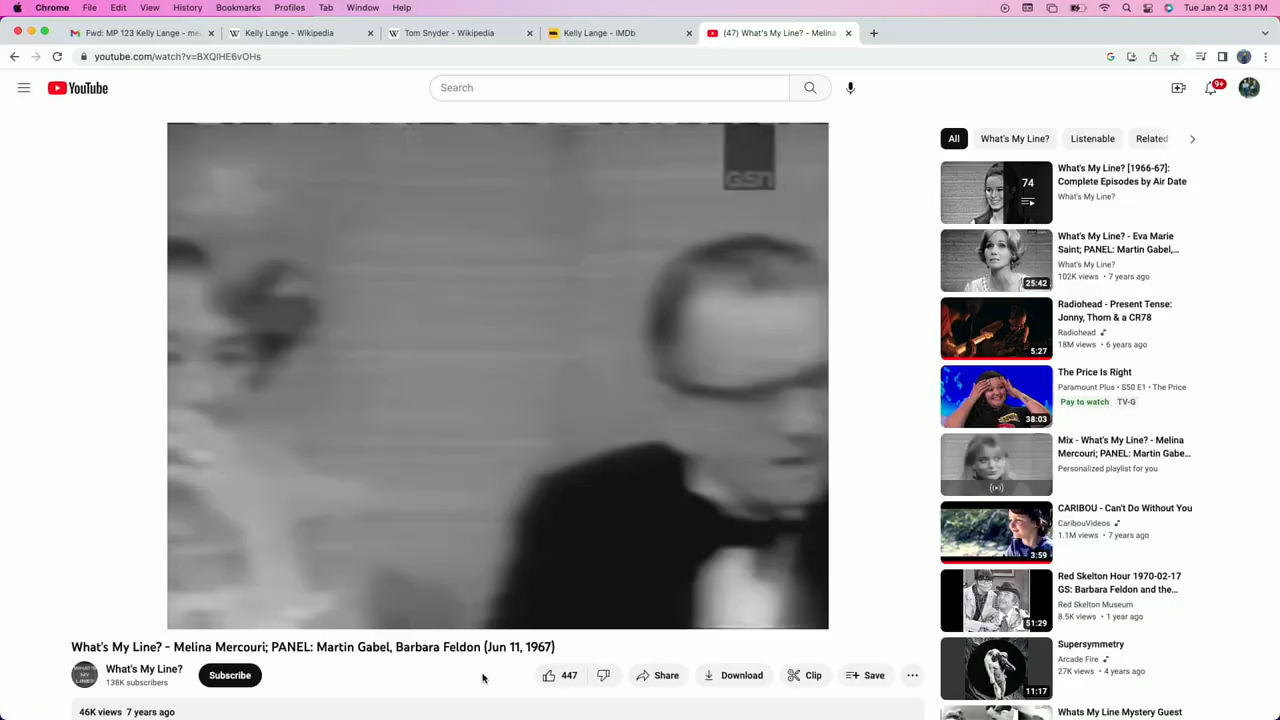 Chrome File Edit View History Bookmarks Profiles Tab Window Help
Tue Jan 24 3:31 PM
Fwd: MP 123 Kelly Lange - me
Kelly Lange - Wikipedia
Tom Snyder - Wikipedia
Kelly Lange - IMDb
(47) What's My Line? - Melina
youtube.com/watch?v=BXQIHE6vOHs
YouTube
Search
9+
GSN
All
What's My Line?
Listenable
Related
74
What's My Line? [1966-67]:
Complete Episodes by Air Date
What's My Line?
25:42
What's My Line? - Eva Marie
Saint; PANEL: Martin Gabel,...
What's My Line?
102K views • 7 years ago
5:27
Radiohead - Present Tense:
Jonny, Thom & a CR78
Radiohead
18M views • 6 years ago
38:03
The Price Is Right
Paramount Plus • S50 E1 • The Price
Pay to watch TV-G
Mix - What's My Line? - Melina
Mercouri; PANEL: Martin Gabe...
Personalized playlist for you
3:59
CARIBOU - Can't Do Without You
CaribouVideos
1.1M views • 7 years ago
51:29
Red Skelton Hour 1970-02-17
GS: Barbara Feldon and the...
Red Skelton Museum
8.5K views • 1 year ago
11:17
Supersymmetry
Arcade Fire
27K views • 4 years ago
Whats My Line Mystery Guest
What's My Line? - Melina Mercouri; PANEL: Martin Gabel, Barbara Feldon (Jun 11, 1967)
WHAT'S MY LINE?
What's My Line?
138K subscribers
Subscribe
447
Share
Download
Clip
Save
46K views 7 years ago